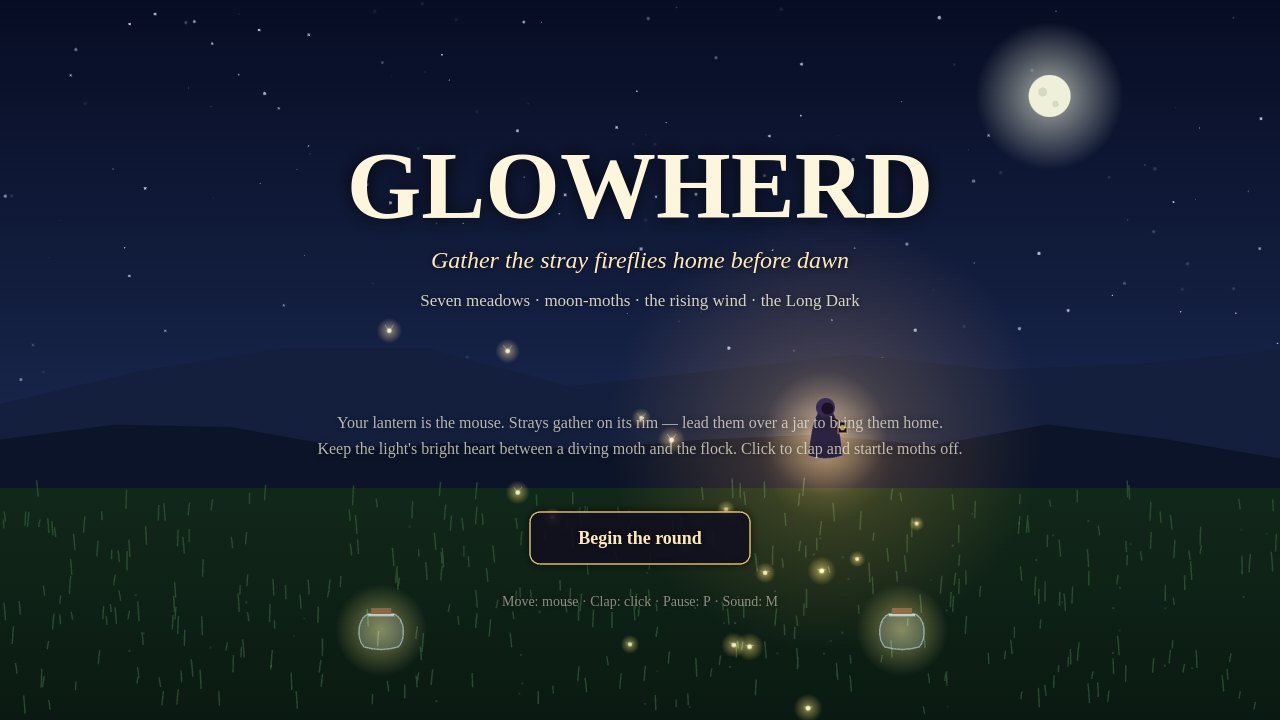 GLOWHERD
Gather the stray fireflies home before dawn
Seven meadows · moon-moths · the rising wind · the Long Dark
Your lantern is the mouse. Strays gather on its rim — lead them over a jar to bring them home.
Keep the light's bright heart between a diving moth and the flock. Click to clap and startle moths off.
Begin the round
Move: mouse · Clap: click · Pause: P · Sound: M